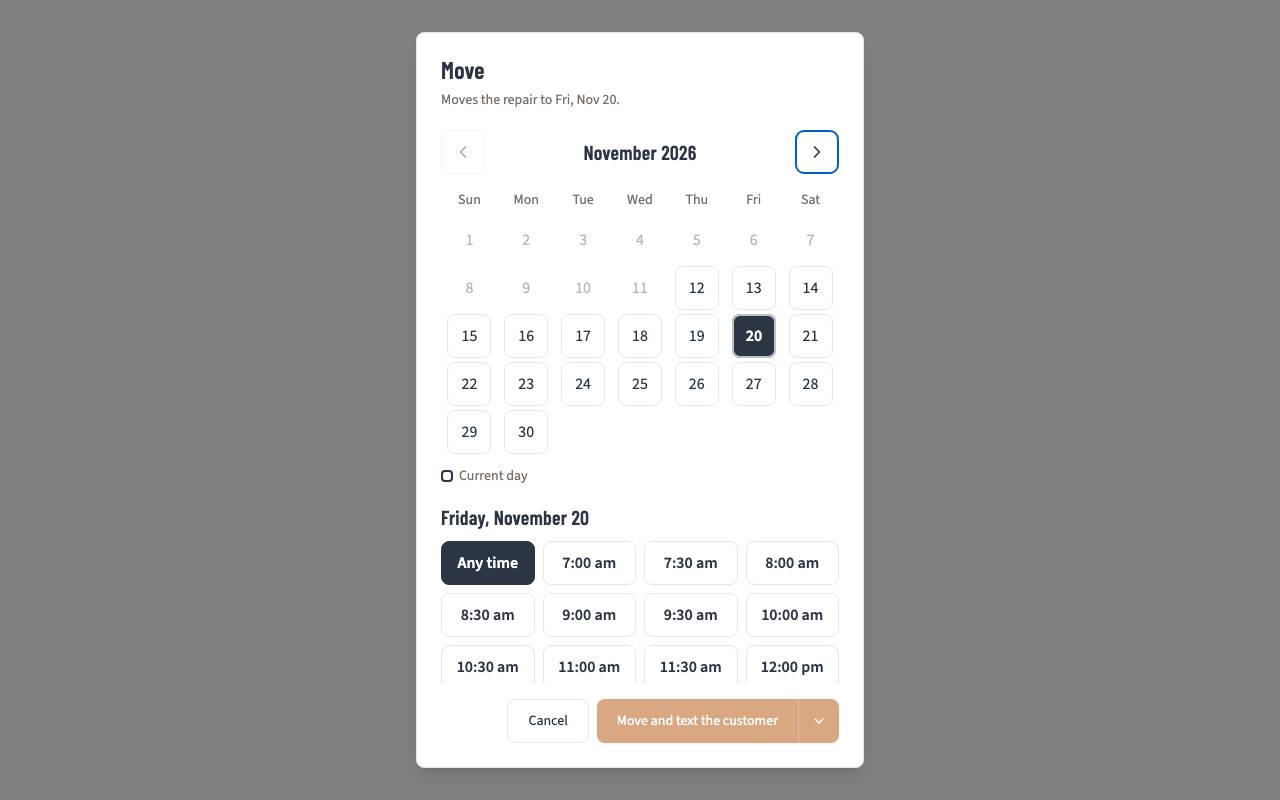 Move
Moves the repair to Fri, Nov 20.
November 2026
Sun Mon Tue Wed Thu Fri Sat
1 2 3 4 5 6 7
8 9 10 11 12 13 14
15 16 17 18 19 20 21
22 23 24 25 26 27 28
29 30
Current day
Friday, November 20
Any time 7:00 am 7:30 am 8:00 am
8:30 am 9:00 am 9:30 am 10:00 am
10:30 am 11:00 am 11:30 am 12:00 pm
Cancel Move and text the customer